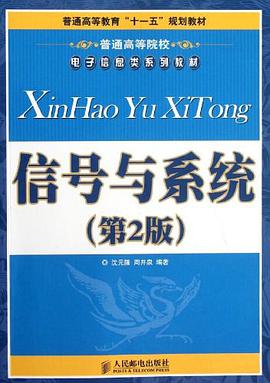 普通高等教育“十一五”规划教材
普通高等院校
电子信息类系列教材
XinHao Yu XiTong
信号与系统
(第2版)
沈元隆 周井泉 编著
人民邮电出版社
POSTS & TELECOM PRESS